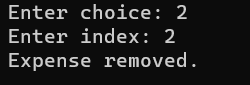 Enter choice: 2
Enter index: 2
Expense removed.